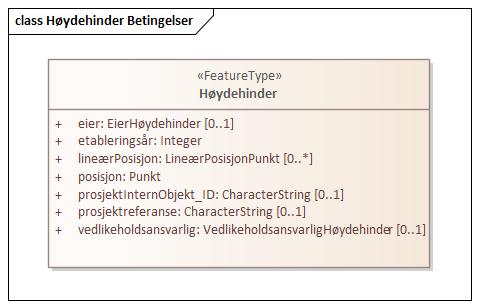 class Høydehinder Betingelser
«FeatureType»
Høydehinder
+ eier: EierHøydehinder [0..1]
+ etableringsår: Integer
+ lineærPosisjon: LineærPosisjonPunkt [0..*]
+ posisjon: Punkt
+ prosjektInternObjekt_ID: CharacterString [0..1]
+ prosjektreferanse: CharacterString [0..1]
+ vedlikeholdsansvarlig: VedlikeholdsansvarligHøydehinder [0..1]